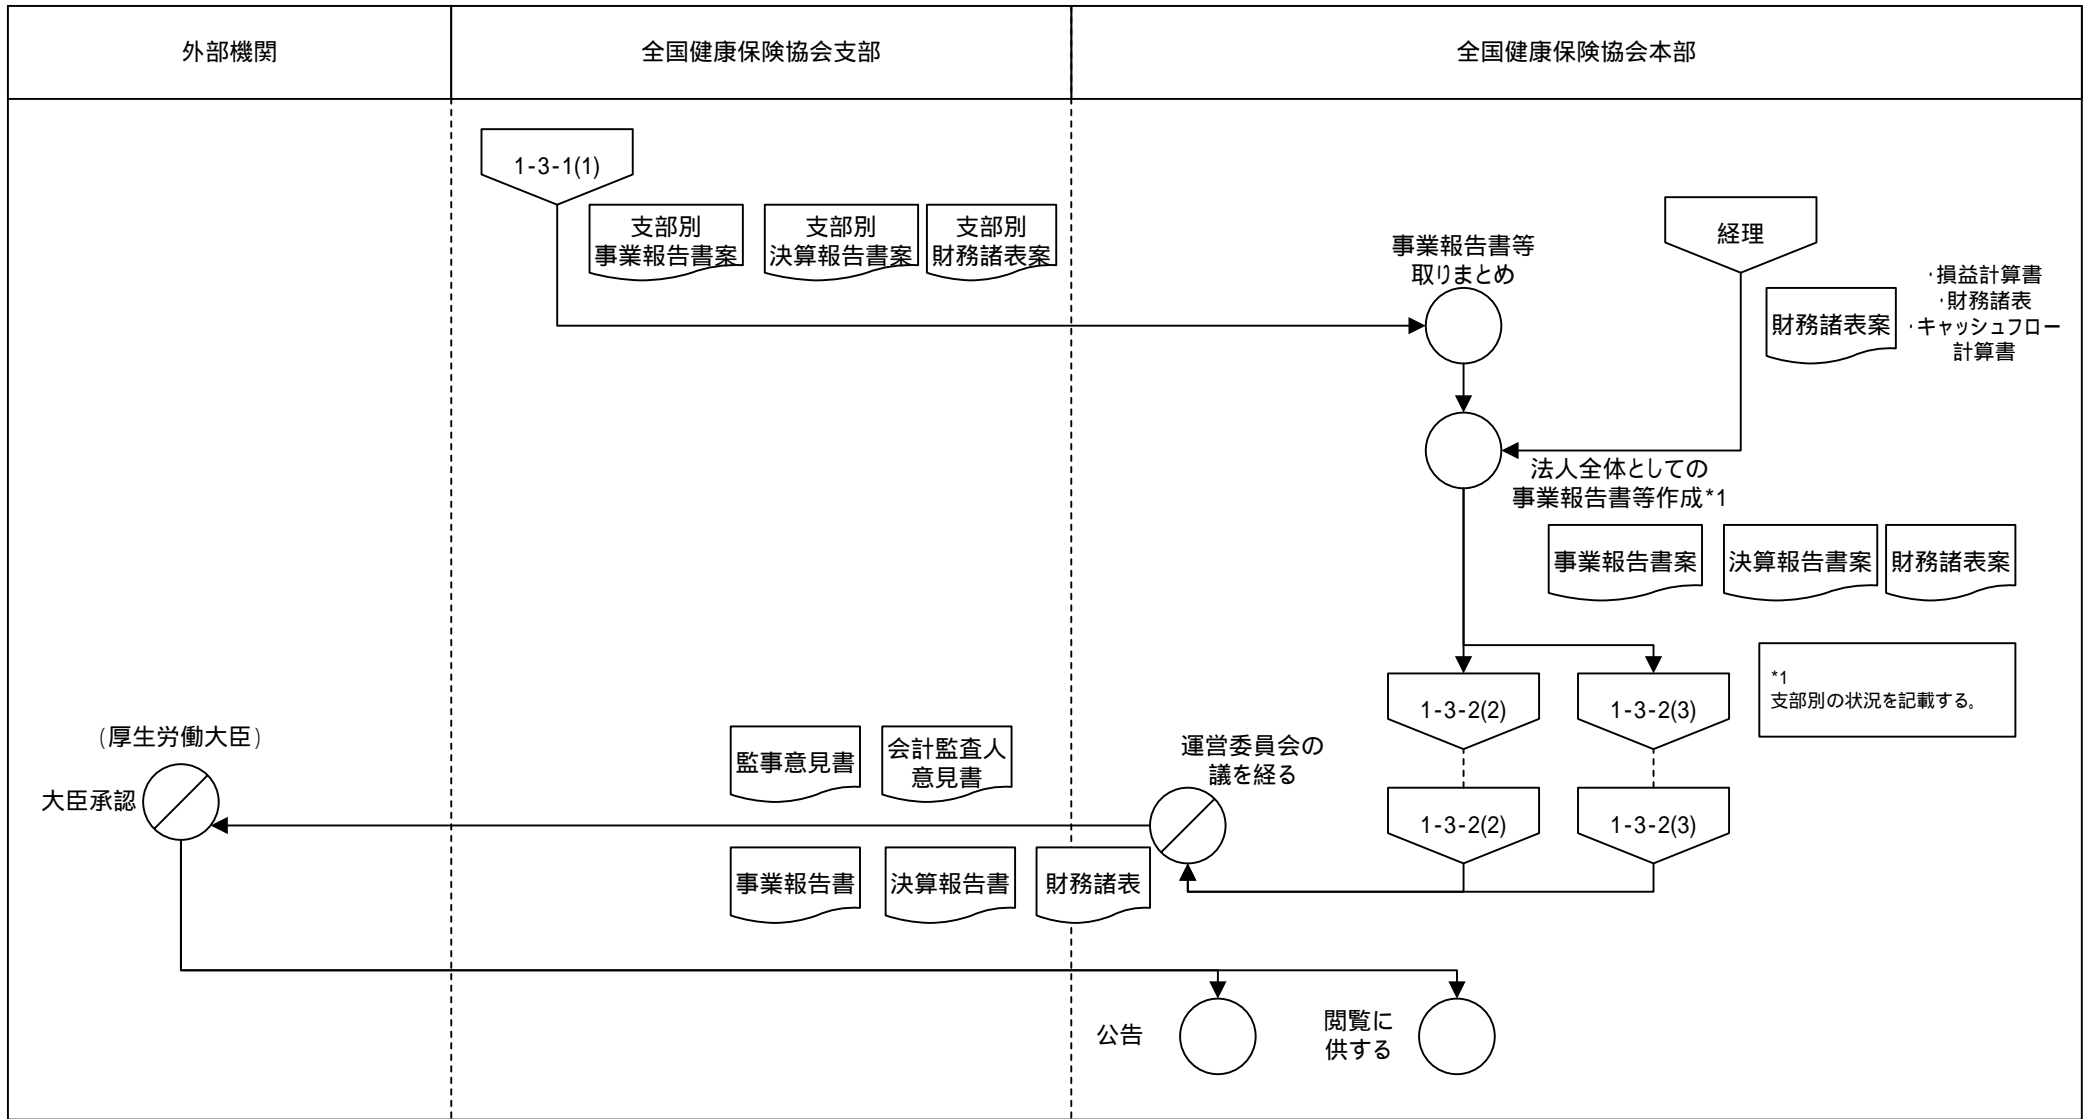 外部機関
全国健康保険協会支部
全国健康保険協会本部
1-3-1(1)
支部別
事業報告書案
支部別
決算報告書案
支部別
財務諸表案
事業報告書等
取りまとめ
経理
財務諸表案
・損益計算書
・財務諸表
・キャッシュフロー
計算書
法人全体としての
事業報告書等作成*1
事業報告書案
決算報告書案
財務諸表案
1-3-2(2)
1-3-2(3)
*1
支部別の状況を記載する。
(厚生労働大臣)
大臣承認
監事意見書
会計監査人
意見書
運営委員会の
議を経る
1-3-2(2)
1-3-2(3)
事業報告書
決算報告書
財務諸表
公告
閲覧に
供する